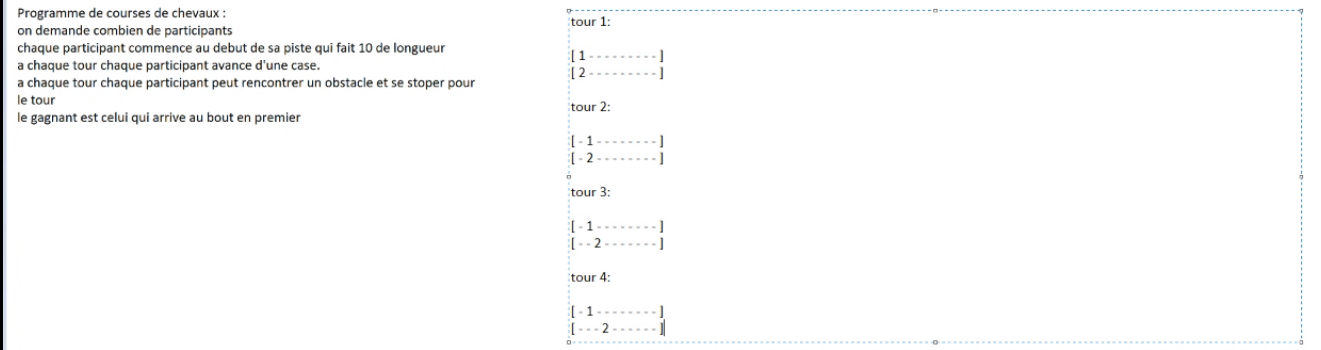 Programme de courses de chevaux :
on demande combien de participants
chaque participant commence au debut de sa piste qui fait 10 de longueur
a chaque tour chaque participant avance d'une case.
a chaque tour chaque participant peut rencontrer un obstacle et se stoper pour
le tour
le gagnant est celui qui arrive au bout en premier
tour 1:
[ 1 - - - - - - - - - ]
[ 2 - - - - - - - - - ]
tour 2:
[ - 1 - - - - - - - - ]
[ - 2 - - - - - - - - ]
tour 3:
[ - 1 - - - - - - - - ]
[ - - 2 - - - - - - - ]
tour 4:
[ - 1 - - - - - - - - ]
[ - - - 2 - - - - - - ]